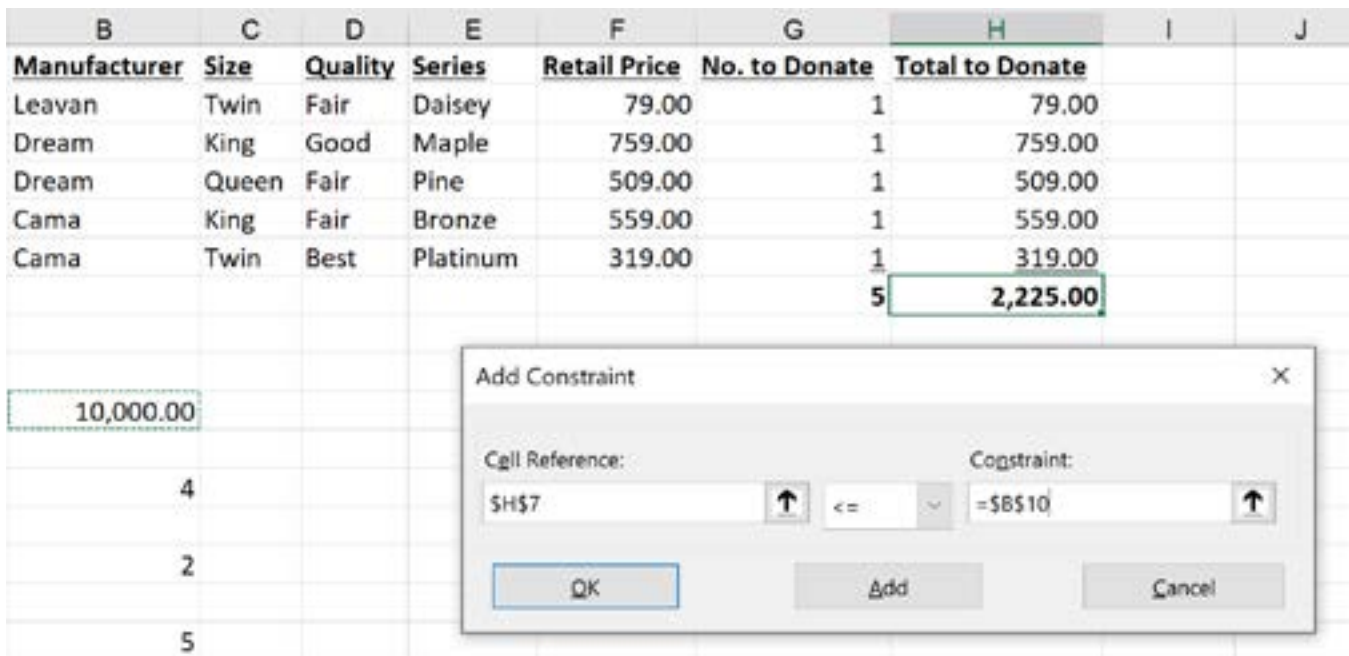 B C D E F G H I J
Manufacturer Size Quality Series Retail Price No. to Donate Total to Donate
Leavan Twin Fair Daisey 79.00 1 79.00
Dream King Good Maple 759.00 1 759.00
Dream Queen Fair Pine 509.00 1 509.00
Cama King Fair Bronze 559.00 1 559.00
Cama Twin Best Platinum 319.00 1 319.00
5 2,225.00
Add Constraint
10,000.00
Cell Reference: Constraint:
4
$H$7 <= =$B$10
2
OK Add Cancel
5